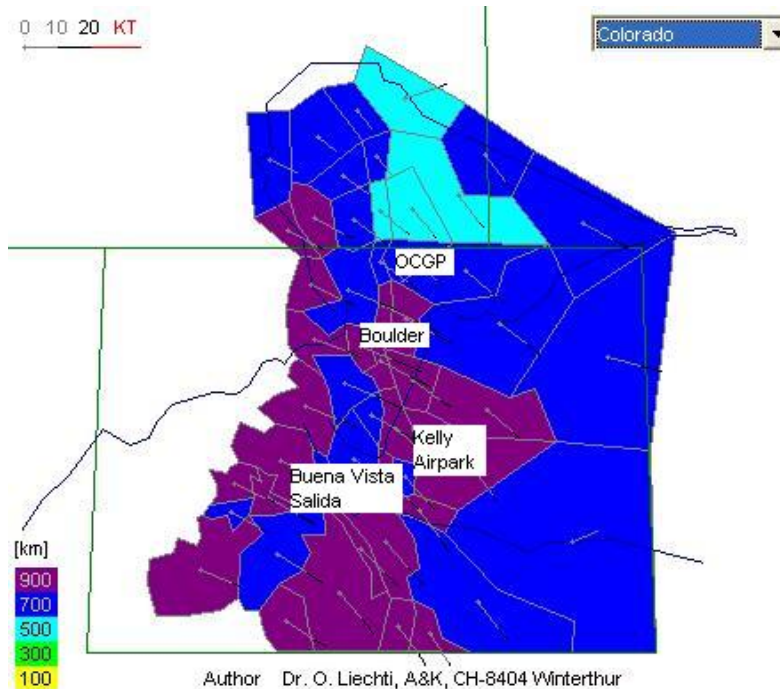 0 10 20 KT
Colorado
OCGP
Boulder
Kelly
Airpark
Buena Vista
Salida
[km]
900
700
500
300
100
Author Dr. O. Liechti, A&K, CH-8404 Winterthur